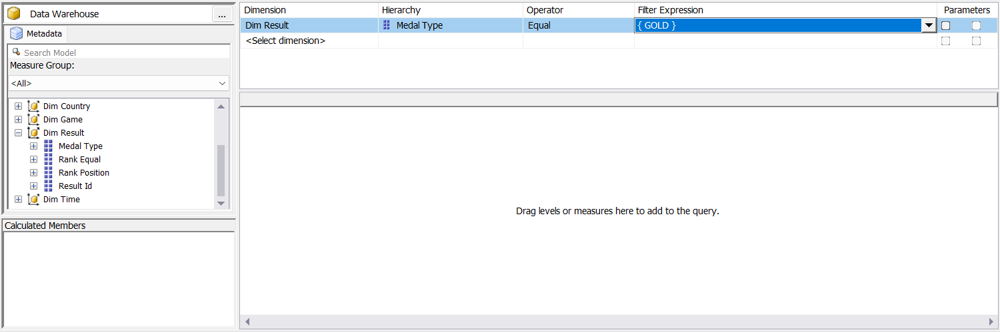 Data Warehouse
...
Metadata
Search Model
Measure Group:
<All>
Dim Country
Dim Game
Dim Result
Medal Type
Rank Equal
Rank Position
Result Id
Dim Time
Calculated Members
Dimension Hierarchy Operator Filter Expression Parameters
Dim Result Medal Type Equal { GOLD }
<Select dimension>
Drag levels or measures here to add to the query.